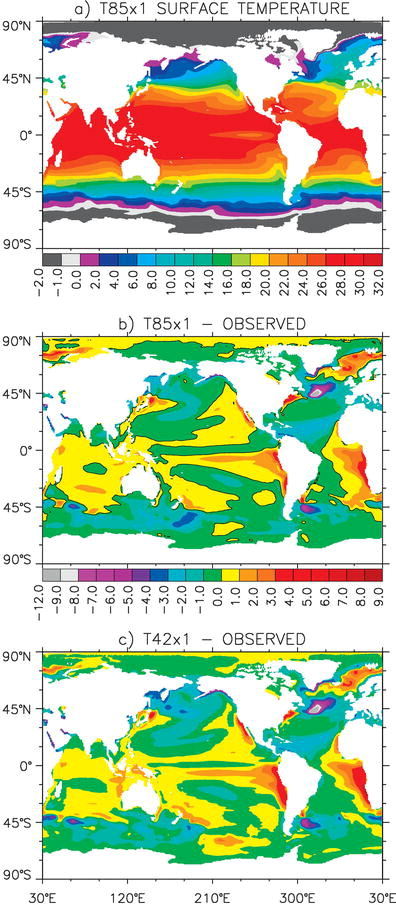 a) T85x1 SURFACE TEMPERATURE
90°N
45°N
0°
45°S
90°S
-2.0 -1.0 0.0 2.0 4.0 6.0 8.0 10.0 12.0 14.0 16.0 18.0 20.0 22.0 24.0 26.0 28.0 30.0 32.0
b) T85x1 - OBSERVED
90°N
45°N
0°
45°S
90°S
-12.0 -9.0 -8.0 -7.0 -6.0 -5.0 -4.0 -3.0 -2.0 -1.0 0.0 1.0 2.0 3.0 4.0 5.0 6.0 7.0 8.0 9.0
c) T42x1 - OBSERVED
90°N
45°N
0°
45°S
90°S
30°E 120°E 210°E 300°E 30°E